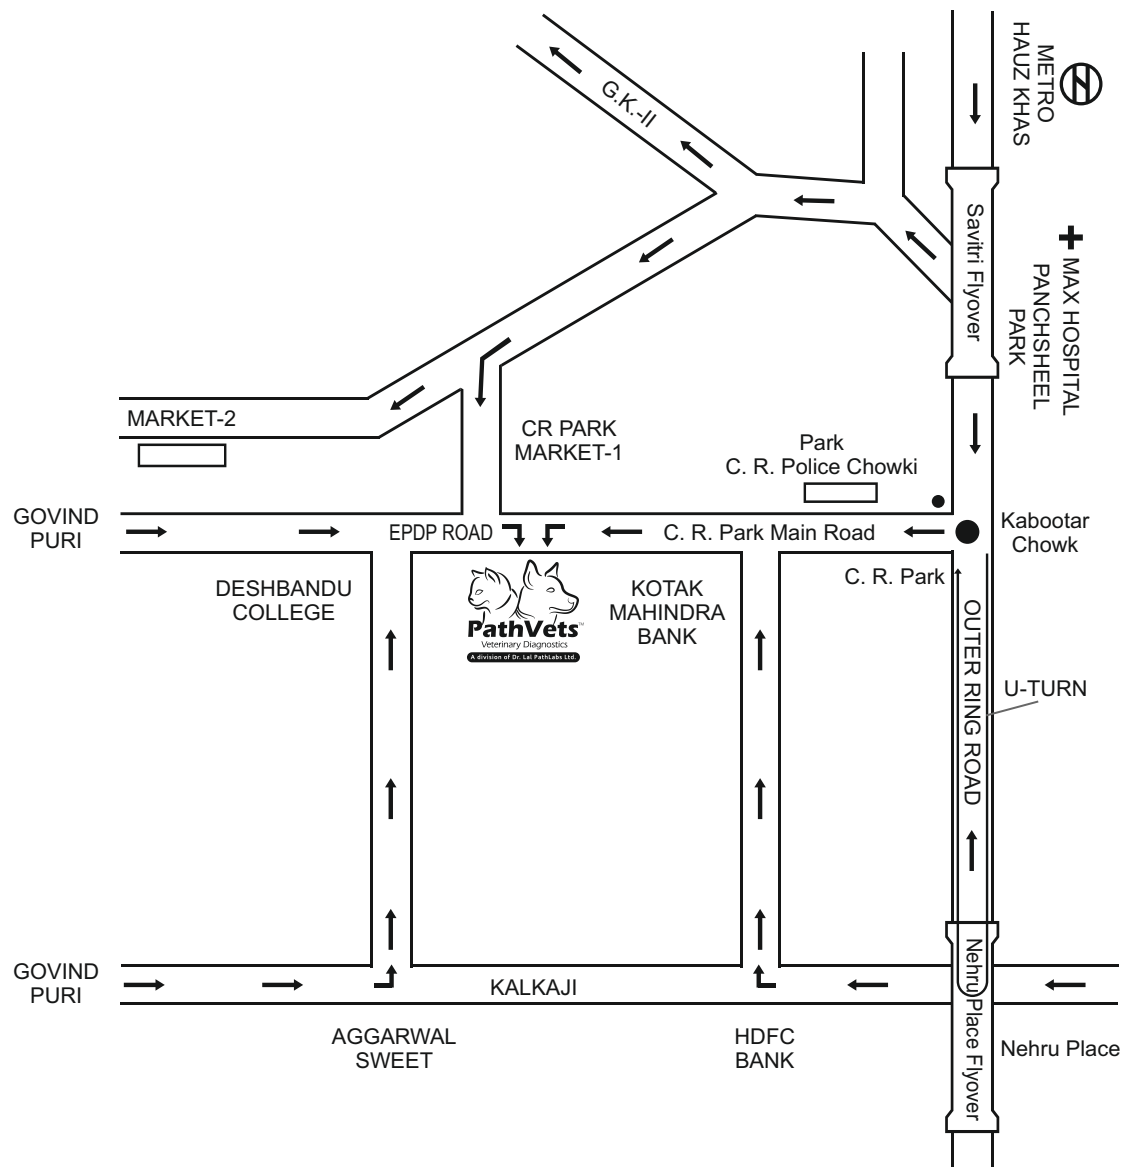 METRO
HAUZ KHAS
G.K.-II
Savitri Flyover
MAX HOSPITAL
PANCHSHEEL
PARK
MARKET-2
CR PARK
MARKET-1
Park
C. R. Police Chowki
GOVIND
PURI
EPDP ROAD
C. R. Park Main Road
Kabootar
Chowk
C. R. Park
DESHBANDU
COLLEGE
PathVets™
Veterinary Diagnostics
A division of Dr. Lal PathLabs Ltd.
KOTAK
MAHINDRA
BANK
OUTER RING ROAD
U-TURN
GOVIND
PURI
KALKAJI
Nehru Place Flyover
AGGARWAL
SWEET
HDFC
BANK
Nehru Place